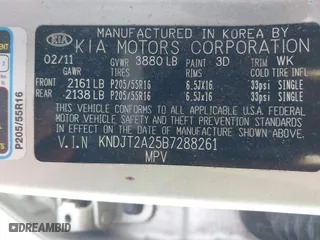 MANUFACTURED IN KOREA BY
KIA KIA MOTORS CORPORATION
02/11 GVWR 3880 LB PAINT 3D TRIM WK
GAWR TIRES RIMS COLD TIRE INFL
FRONT 2161 LB P205/55R16 6.5JX16 33psi SINGLE
REAR 2138 LB P205/55R16 6.5JX16 33psi SINGLE
THIS VEHICLE CONFORMS TO ALL APPLICABLE U.S.
FEDERAL MOTOR VEHICLE SAFETY AND THEFT PREVENTION
STANDARDS IN EFFECT ON THE DATE OF MANUFACTURE
SHOWN ABOVE.
V.I.N KNDJT2A25B7288261
MPV
P205/55R16
© OTOBIDMASTER